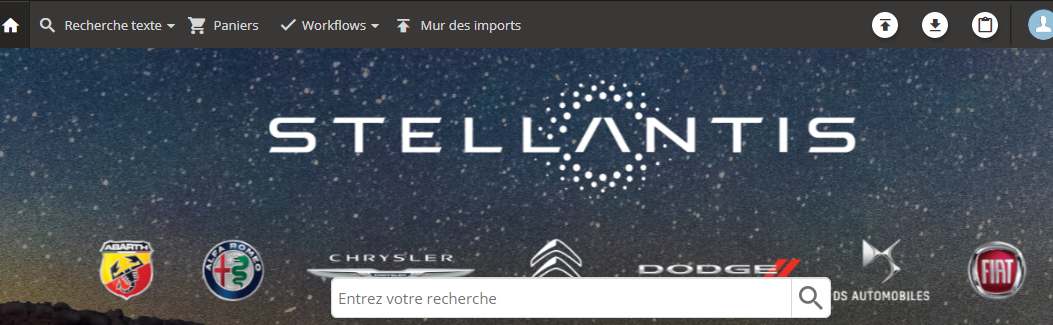 Recherche texte Paniers Workflows Mur des imports
STELLANTIS
ABARTH ALFA ROMEO CHRYSLER DODGE FIAT
CHRYSLER
DS AUTOMOBILES
Entrez votre recherche